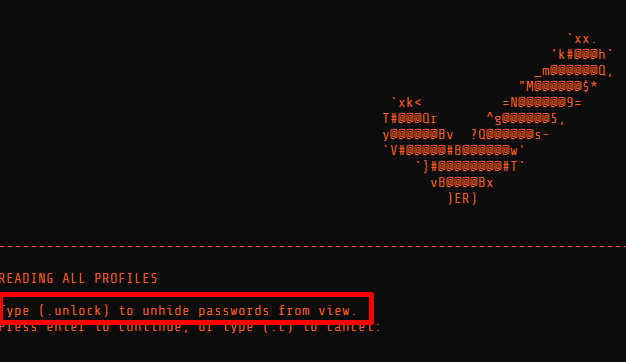 `xx.
'k#@@@h`
_m@@@@@@Q,
"M@@@@@@$*
`xk<          =N@@@@@@9=
T#@@@Qr      ^g@@@@@@5,
y@@@@@@Bv  ?Q@@@@@@s-
`V#@@@@@#B@@@@@@w'
`}#@@@@@@@@#T`
vB@@@@Bx
)ER)
--------------------------------------------------------------------------------
READING ALL PROFILES
Type (.unlock) to unhide passwords from view.
Press enter to continue, or type (.c) to cancel: